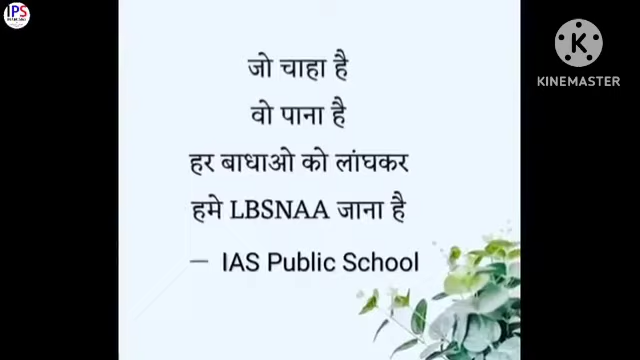 IPS
KINEMASTER
जो चाहा है
वो पाना है
हर बाधाओ को लांघकर
हमे LBSNAA जाना है
— IAS Public School